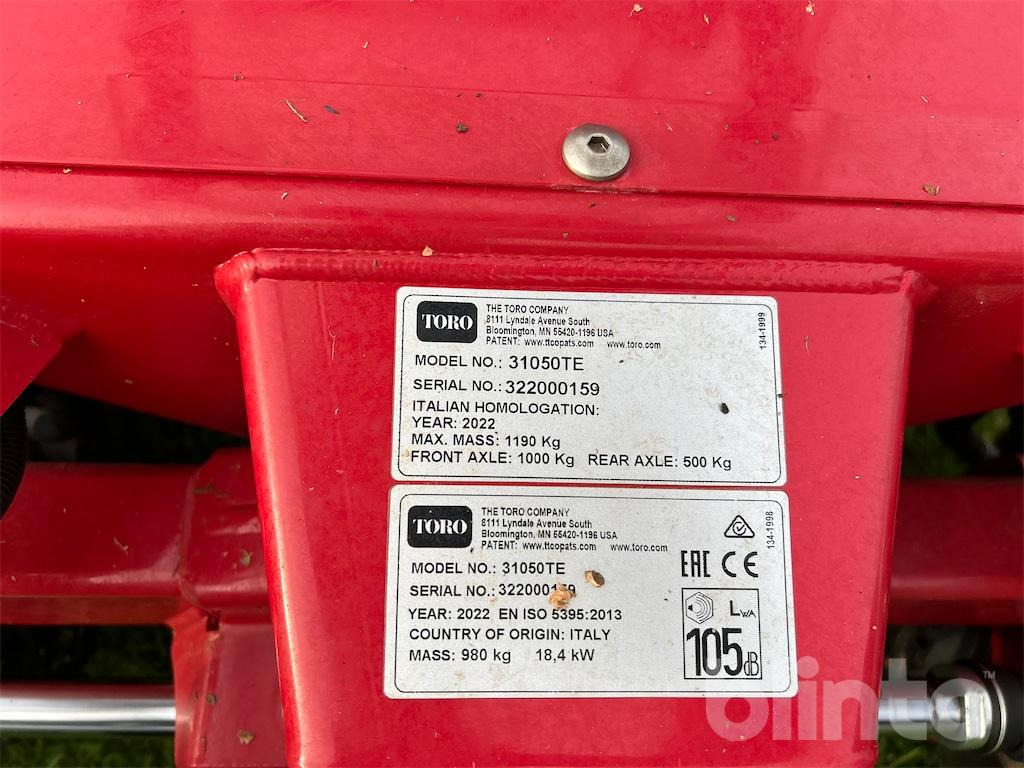 TORO
THE TORO COMPANY
8111 Lyndale Avenue South
Bloomington, MN 55420-1196 USA
PATENT: www.ttcopats.com www.toro.com
134-1999
MODEL NO.: 31050TE
SERIAL NO.: 322000159
ITALIAN HOMOLOGATION:
YEAR: 2022
MAX. MASS: 1190 Kg
FRONT AXLE: 1000 Kg REAR AXLE: 500 Kg
TORO
THE TORO COMPANY
8111 Lyndale Avenue South
Bloomington, MN 55420-1196 USA
PATENT: www.ttcopats.com www.toro.com
134-1998
MODEL NO.: 31050TE
SERIAL NO.: 322000159
YEAR: 2022 EN ISO 5395:2013
COUNTRY OF ORIGIN: ITALY
MASS: 980 kg 18,4 kW
EAC CE
LWA
105dB
blinto™